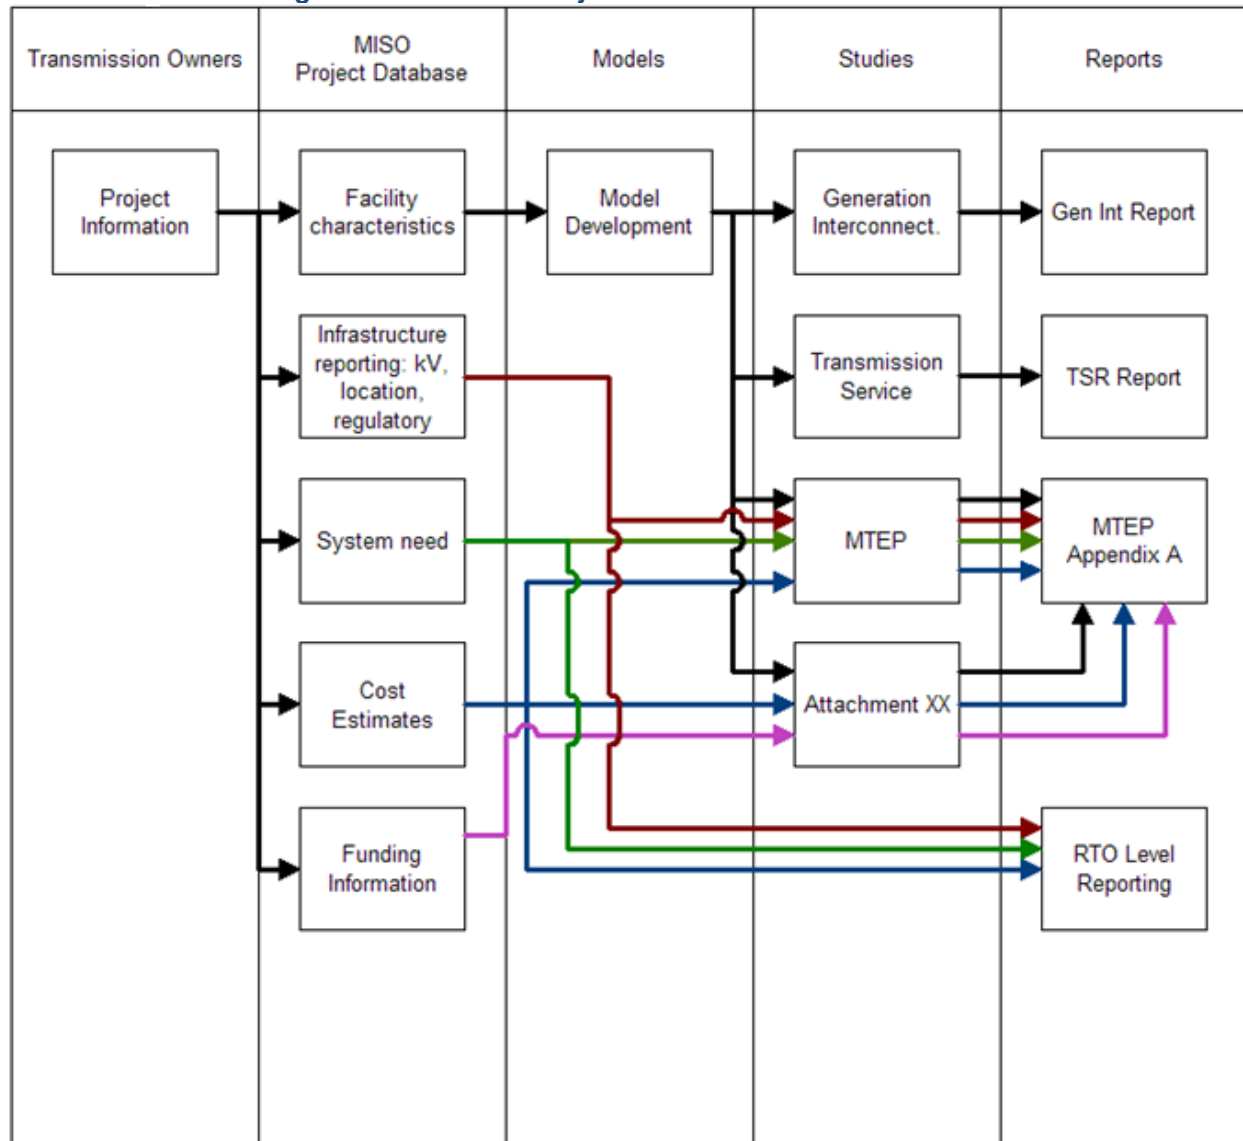 Transmission Owners
MISO
Project Database
Models
Studies
Reports
Project
Information
Facility
characteristics
Model
Development
Generation
Interconnect.
Gen Int Report
Infrastructure
reporting: kV,
location,
regulatory
Transmission
Service
TSR Report
System need
MTEP
MTEP
Appendix A
Cost
Estimates
Attachment XX
Funding
Information
RTO Level
Reporting